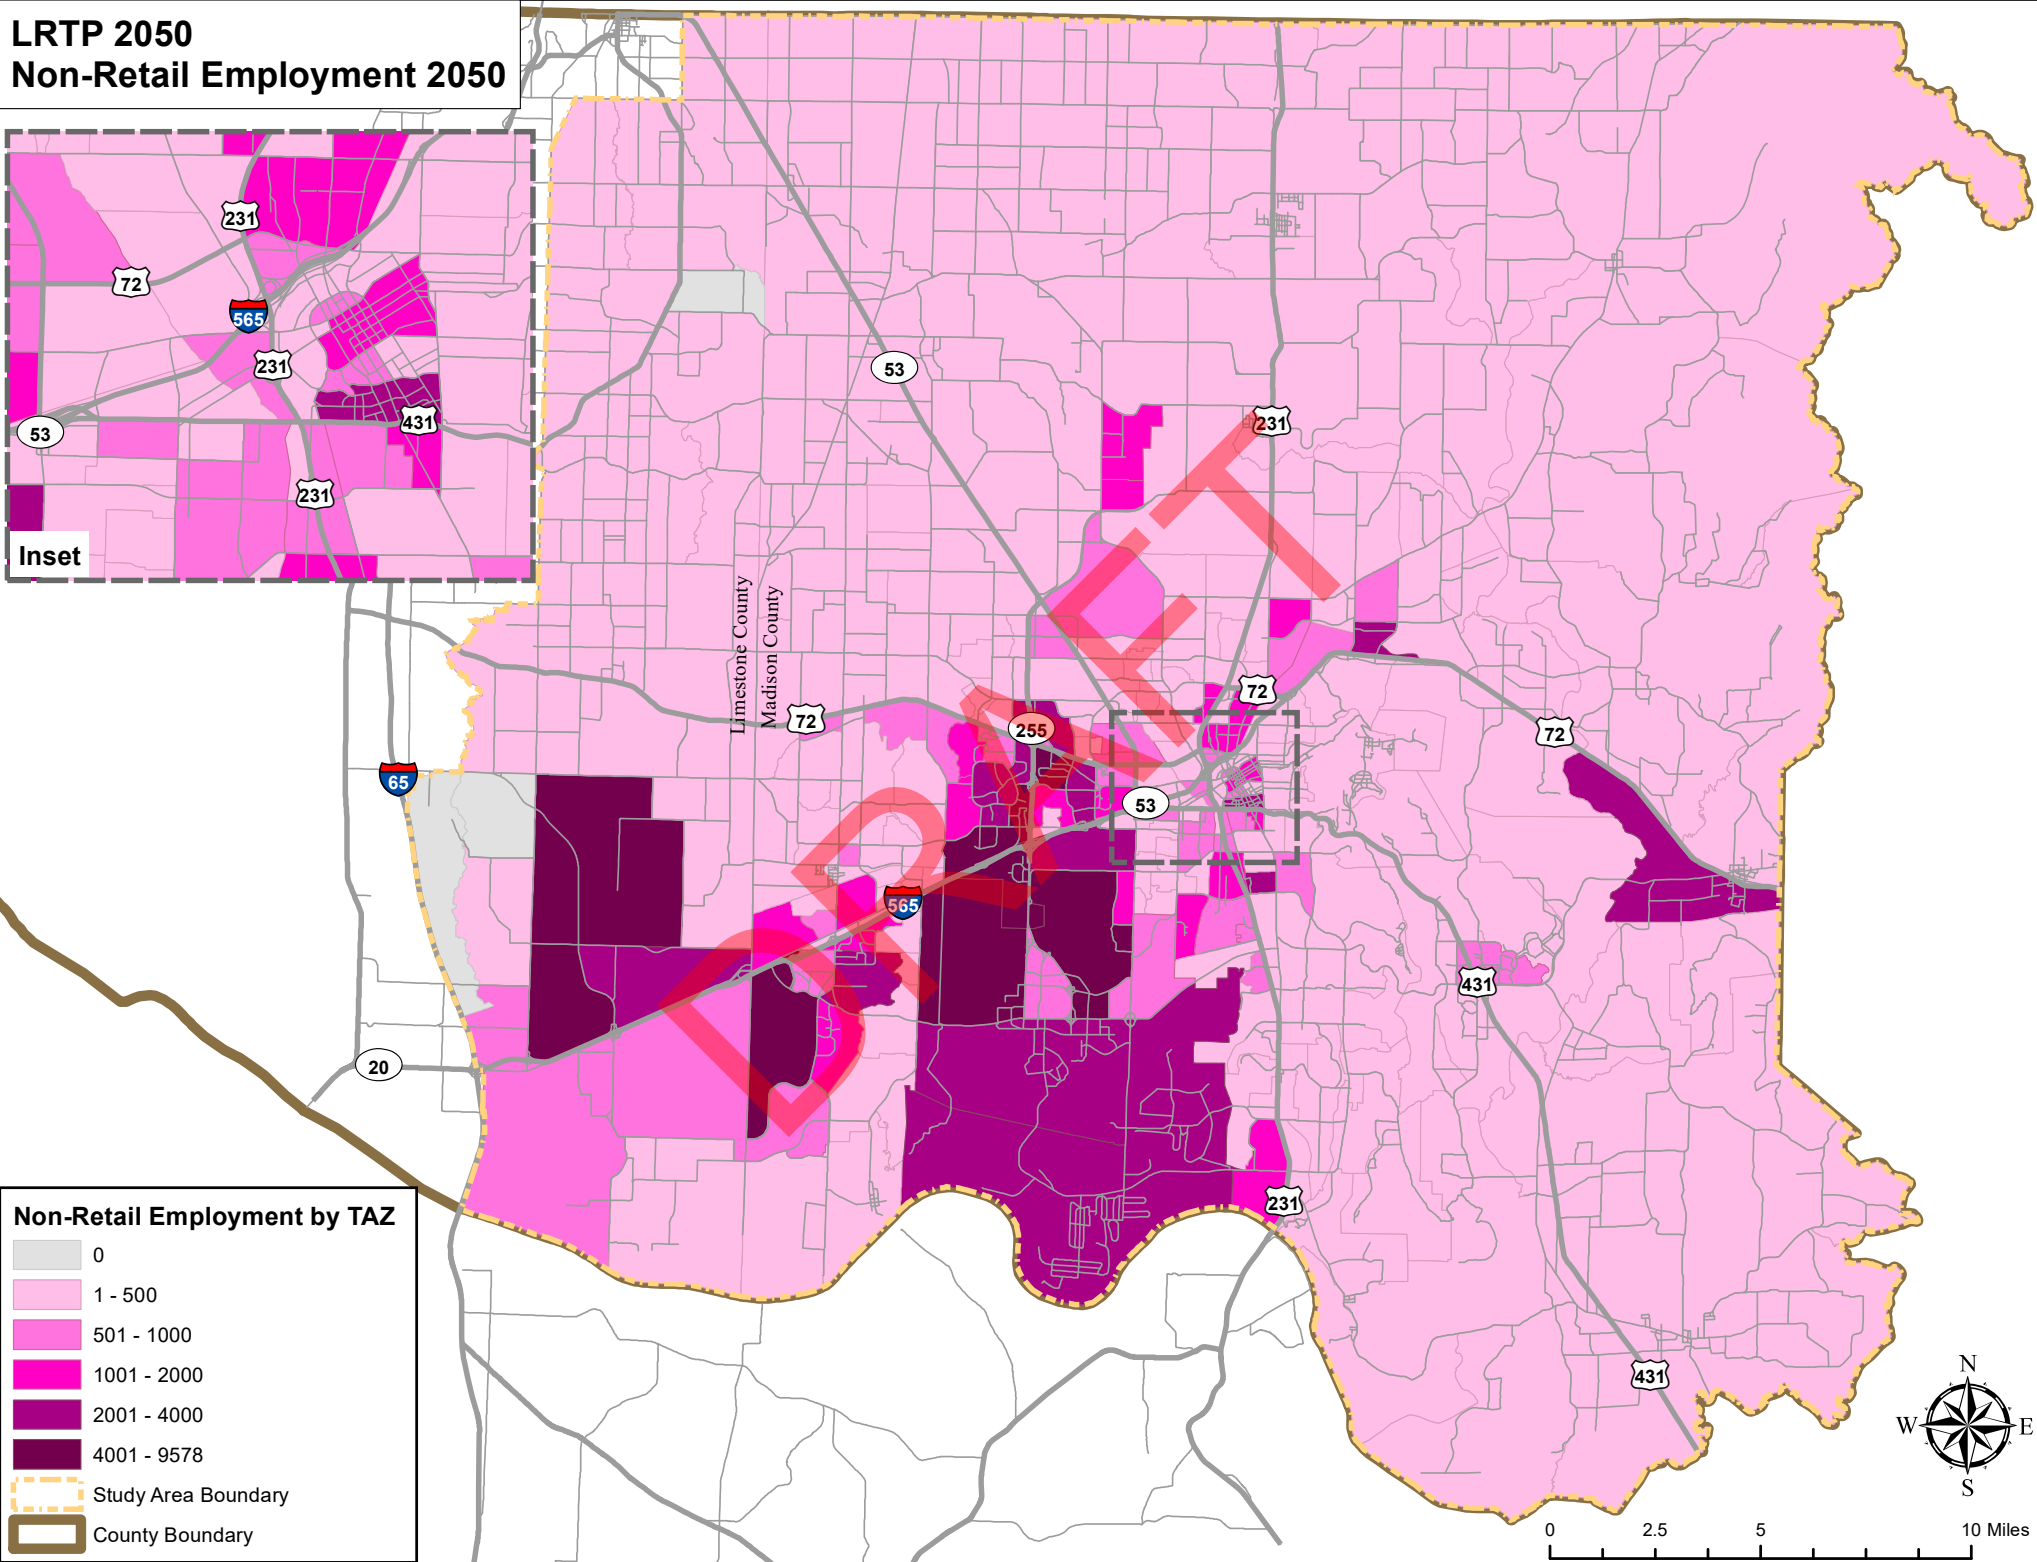 LRTP 2050
Non-Retail Employment 2050
231
72
565
231
431
53
231
Inset
53
231
Limestone County
Madison County
72
72
255
72
65
53
565
431
20
231
431
DRAFT
Non-Retail Employment by TAZ
0
1 - 500
501 - 1000
1001 - 2000
2001 - 4000
4001 - 9578
Study Area Boundary
County Boundary
N
W
E
S
0 2.5 5 10 Miles